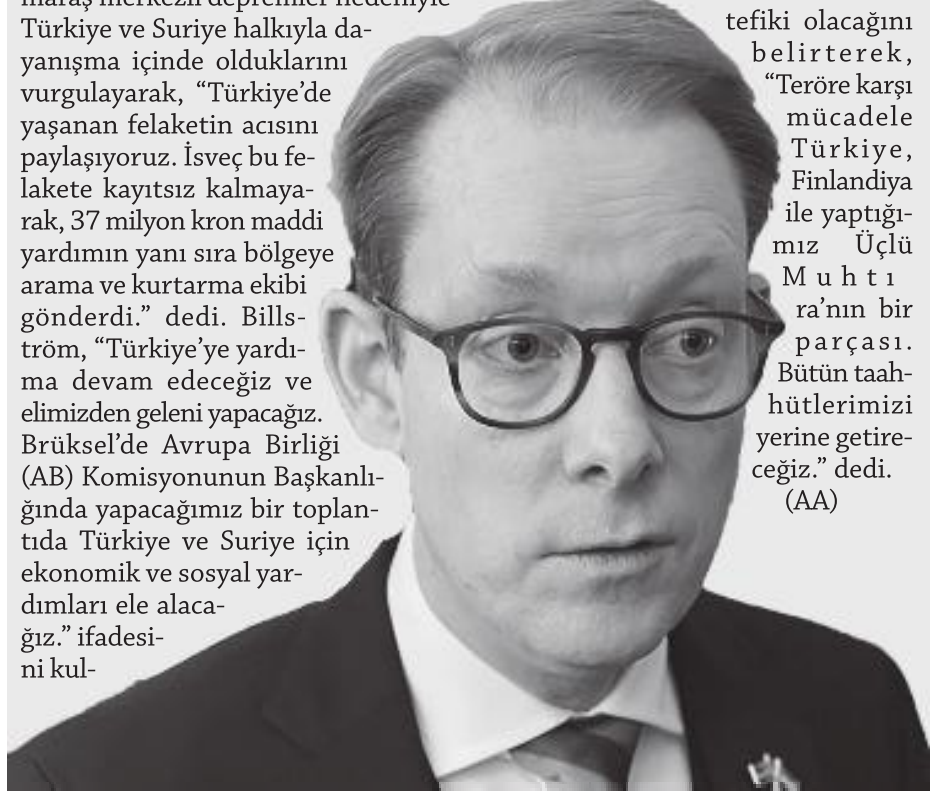 maraş merkezli depremler nedeniyle
Türkiye ve Suriye halkıyla da-
yanışma içinde olduklarını
vurgulayarak, “Türkiye’de
yaşanan felaketin acısını
paylaşıyoruz. İsveç bu fe-
lakete kayıtsız kalmaya-
rak, 37 milyon kron maddi
yardımın yanı sıra bölgeye
arama ve kurtarma ekibi
gönderdi.” dedi. Bills-
tröm, “Türkiye’ye yardı-
ma devam edeceğiz ve
elimizden geleni yapacağız.
Brüksel’de Avrupa Birliği
(AB) Komisyonunun Başkanlı-
ğında yapacağımız bir toplan-
tıda Türkiye ve Suriye için
ekonomik ve sosyal yar-
dımları ele alaca-
ğız.” ifadesi-
ni kul-
tefiki olacağını
belirterek,
“Teröre karşı
mücadele
Türkiye,
Finlandiya
ile yaptığı-
mız Üçlü
Muhtı
ra’nın bir
parçası.
Bütün taah-
hütlerimizi
yerine getire-
ceğiz.” dedi.
(AA)